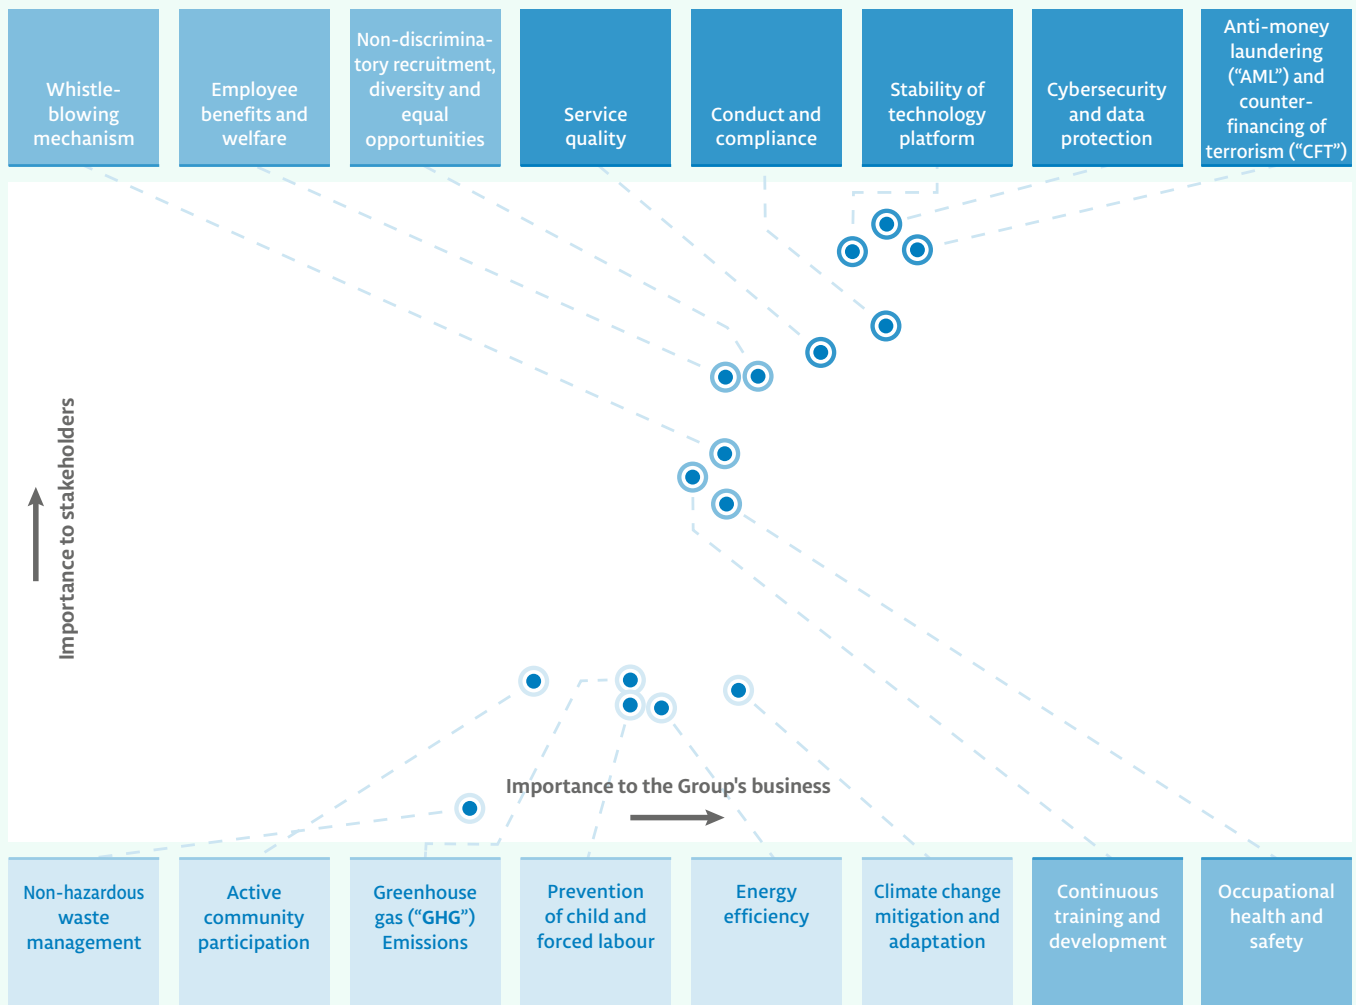 Whistle-
blowing
mechanism
Employee
benefits and
welfare
Non-discrimina-
tory recruitment,
diversity and
equal
opportunities
Service
quality
Conduct and
compliance
Stability of
technology
platform
Cybersecurity
and data
protection
Anti-money
laundering
(“AML”) and
counter-
financing of
terrorism (“CFT”)
Importance to stakeholders
Importance to the Group's business
Non-hazardous
waste
management
Active
community
participation
Greenhouse
gas (“GHG”)
Emissions
Prevention
of child and
forced labour
Energy
efficiency
Climate change
mitigation and
adaptation
Continuous
training and
development
Occupational
health and
safety